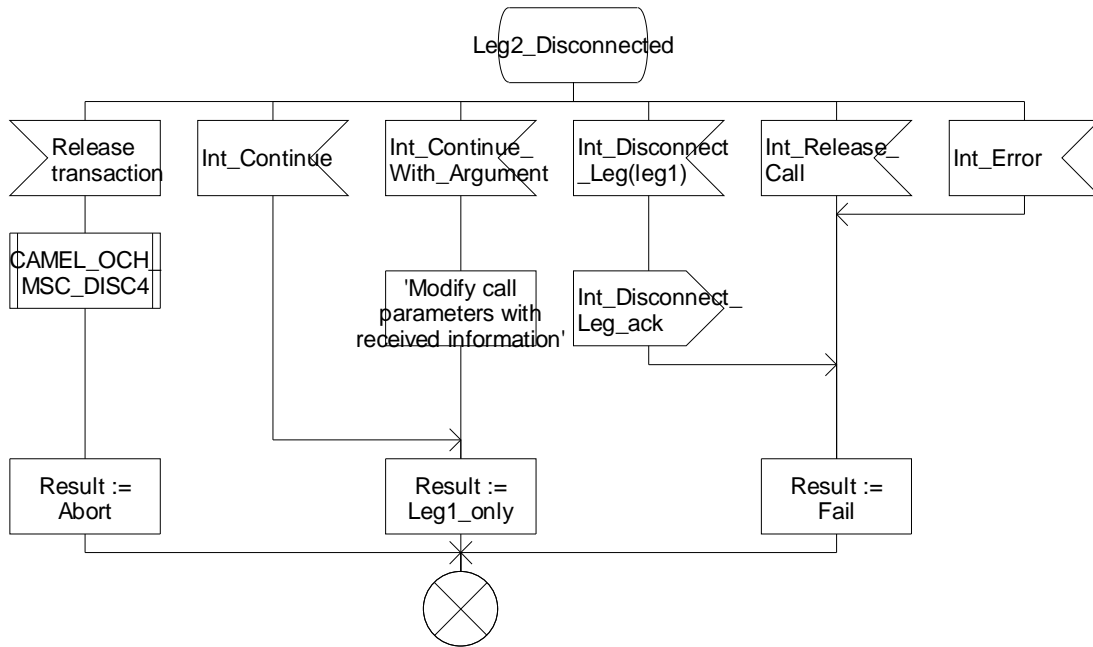 Leg2_Disconnected
Release
transaction
Int_Continue
Int_Continue_
With_Argument
Int_Disconnect
_Leg(leg1)
Int_Release_
Call
Int_Error
CAMEL_OCH_
MSC_DISC4
'Modify call
parameters with
received information'
Int_Disconnect_
Leg_ack
Result :=
Abort
Result :=
Leg1_only
Result :=
Fail